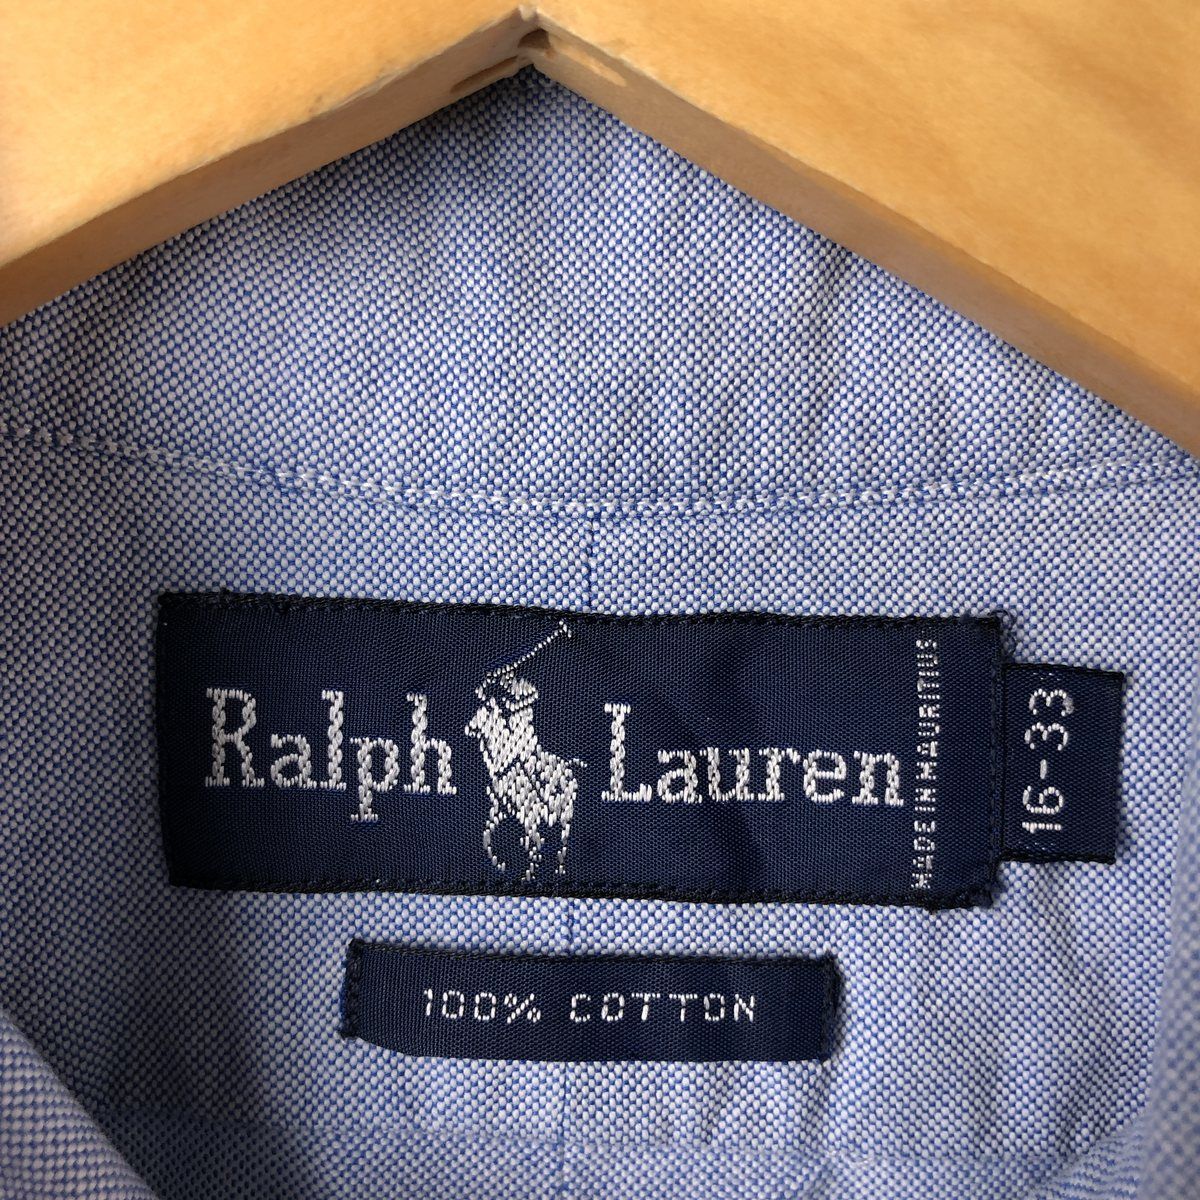 Ralph Lauren
MADE IN MAURITIUS
16-33
100% COTTON